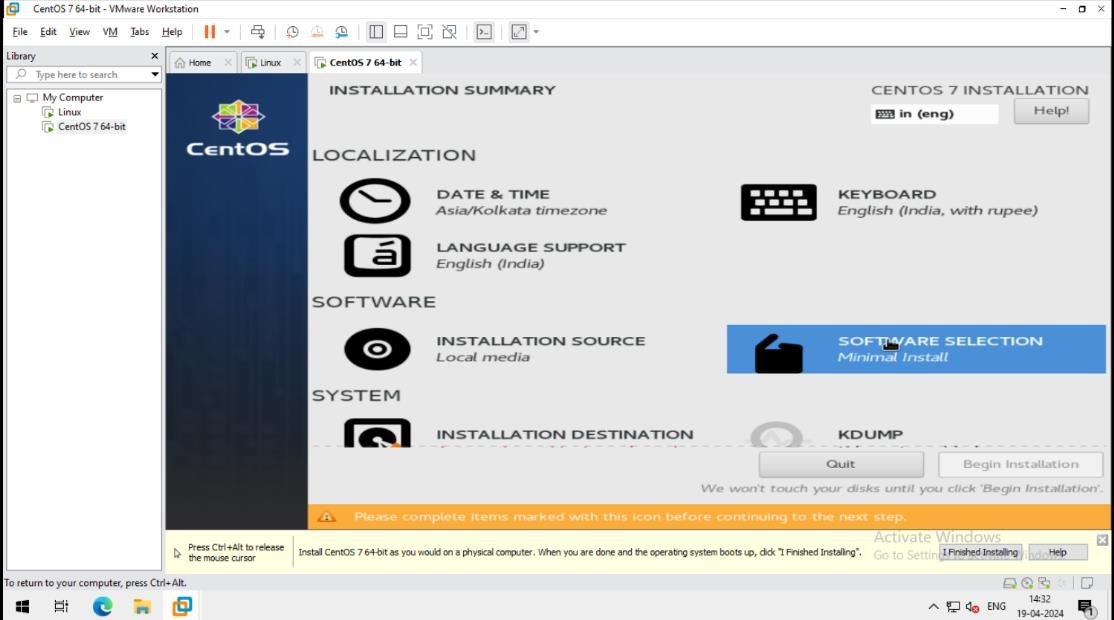 CentOS 7 64-bit - VMware Workstation
File Edit View VM Tabs Help
Library
Type here to search
My Computer
Linux
CentOS 7 64-bit
Home
Linux
CentOS 7 64-bit
CentOS
INSTALLATION SUMMARY
CENTOS 7 INSTALLATION
in (eng)
Help!
LOCALIZATION
DATE & TIME
Asia/Kolkata timezone
KEYBOARD
English (India, with rupee)
LANGUAGE SUPPORT
English (India)
SOFTWARE
INSTALLATION SOURCE
Local media
SOFTWARE SELECTION
Minimal Install
SYSTEM
INSTALLATION DESTINATION
KDUMP
Quit
Begin Installation
We won't touch your disks until you click 'Begin Installation'.
Please complete items marked with this icon before continuing to the next step.
Press Ctrl+Alt to release
the mouse cursor
Install CentOS 7 64-bit as you would on a physical computer. When you are done and the operating system boots up, click "I Finished Installing".
Activate Windows
I Finished Installing
Help
To return to your computer, press Ctrl+Alt.
ENG
14:32
19-04-2024
1